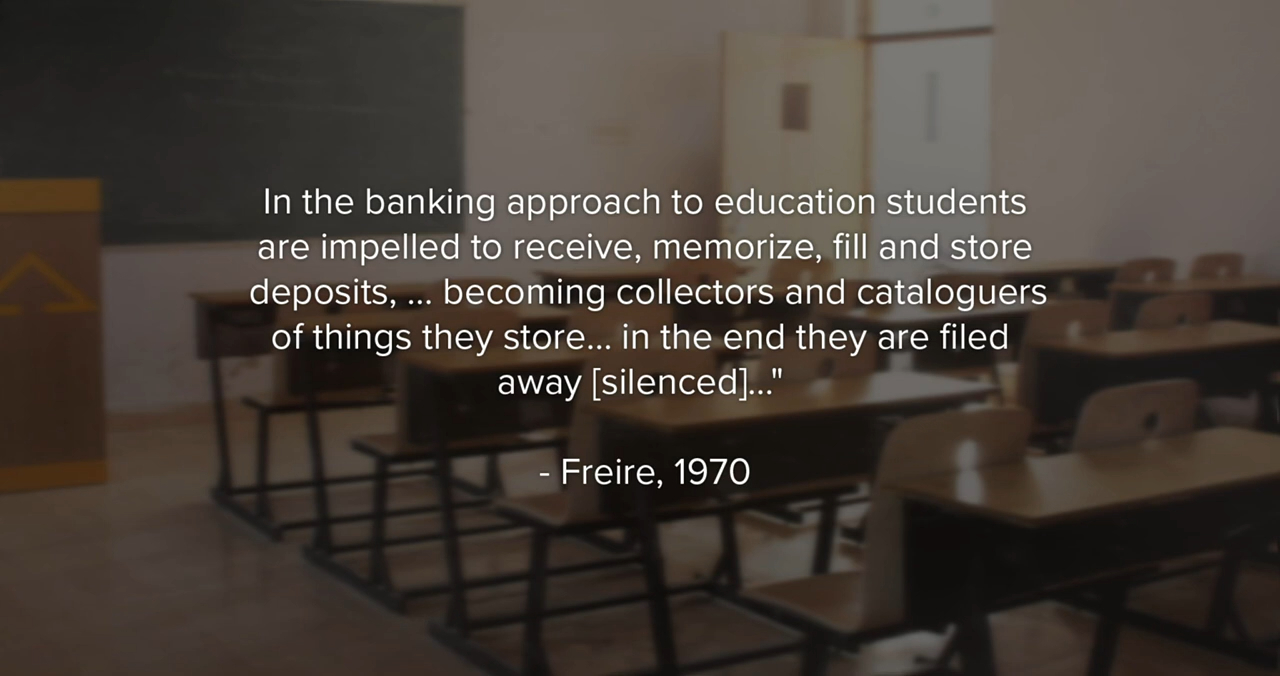 In the banking approach to education students
are impelled to receive, memorize, fill and store
deposits, ... becoming collectors and cataloguers
of things they store... in the end they are filed
away [silenced]..."
- Freire, 1970